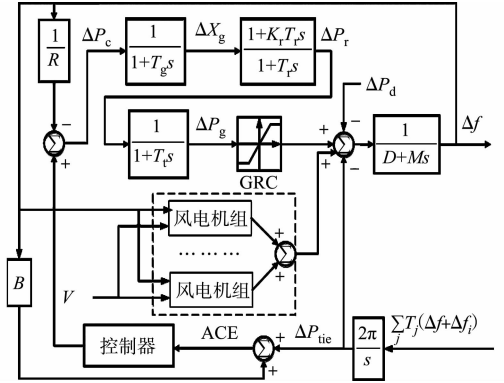 1/R
ΔP_c
1/(1+T_g s)
ΔX_g
(1+K_r T_r s)/(1+T_r s)
ΔP_r
−
+
1/(1+T_t s)
ΔP_g
GRC
ΔP_d
−
+
+
−
1/(D+Ms)
Δf
风电机组
… … …
风电机组
+
+
B
V
控制器
ACE
+
+
ΔP_tie
2π/s
∑_j T_j(Δf+Δf_i)